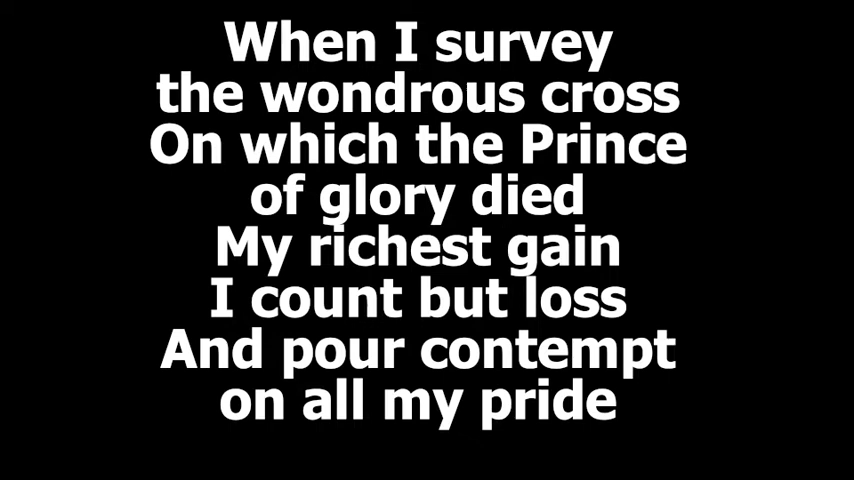 When I survey
the wondrous cross
On which the Prince
of glory died
My richest gain
I count but loss
And pour contempt
on all my pride